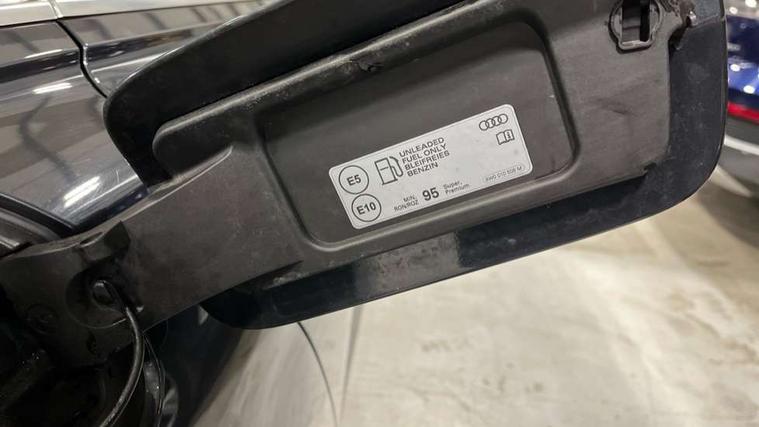 E5
E10
UNLEADED
FUEL ONLY
BLEIFREIES
BENZIN
MIN.
RON/ROZ
95
Super,
Premium